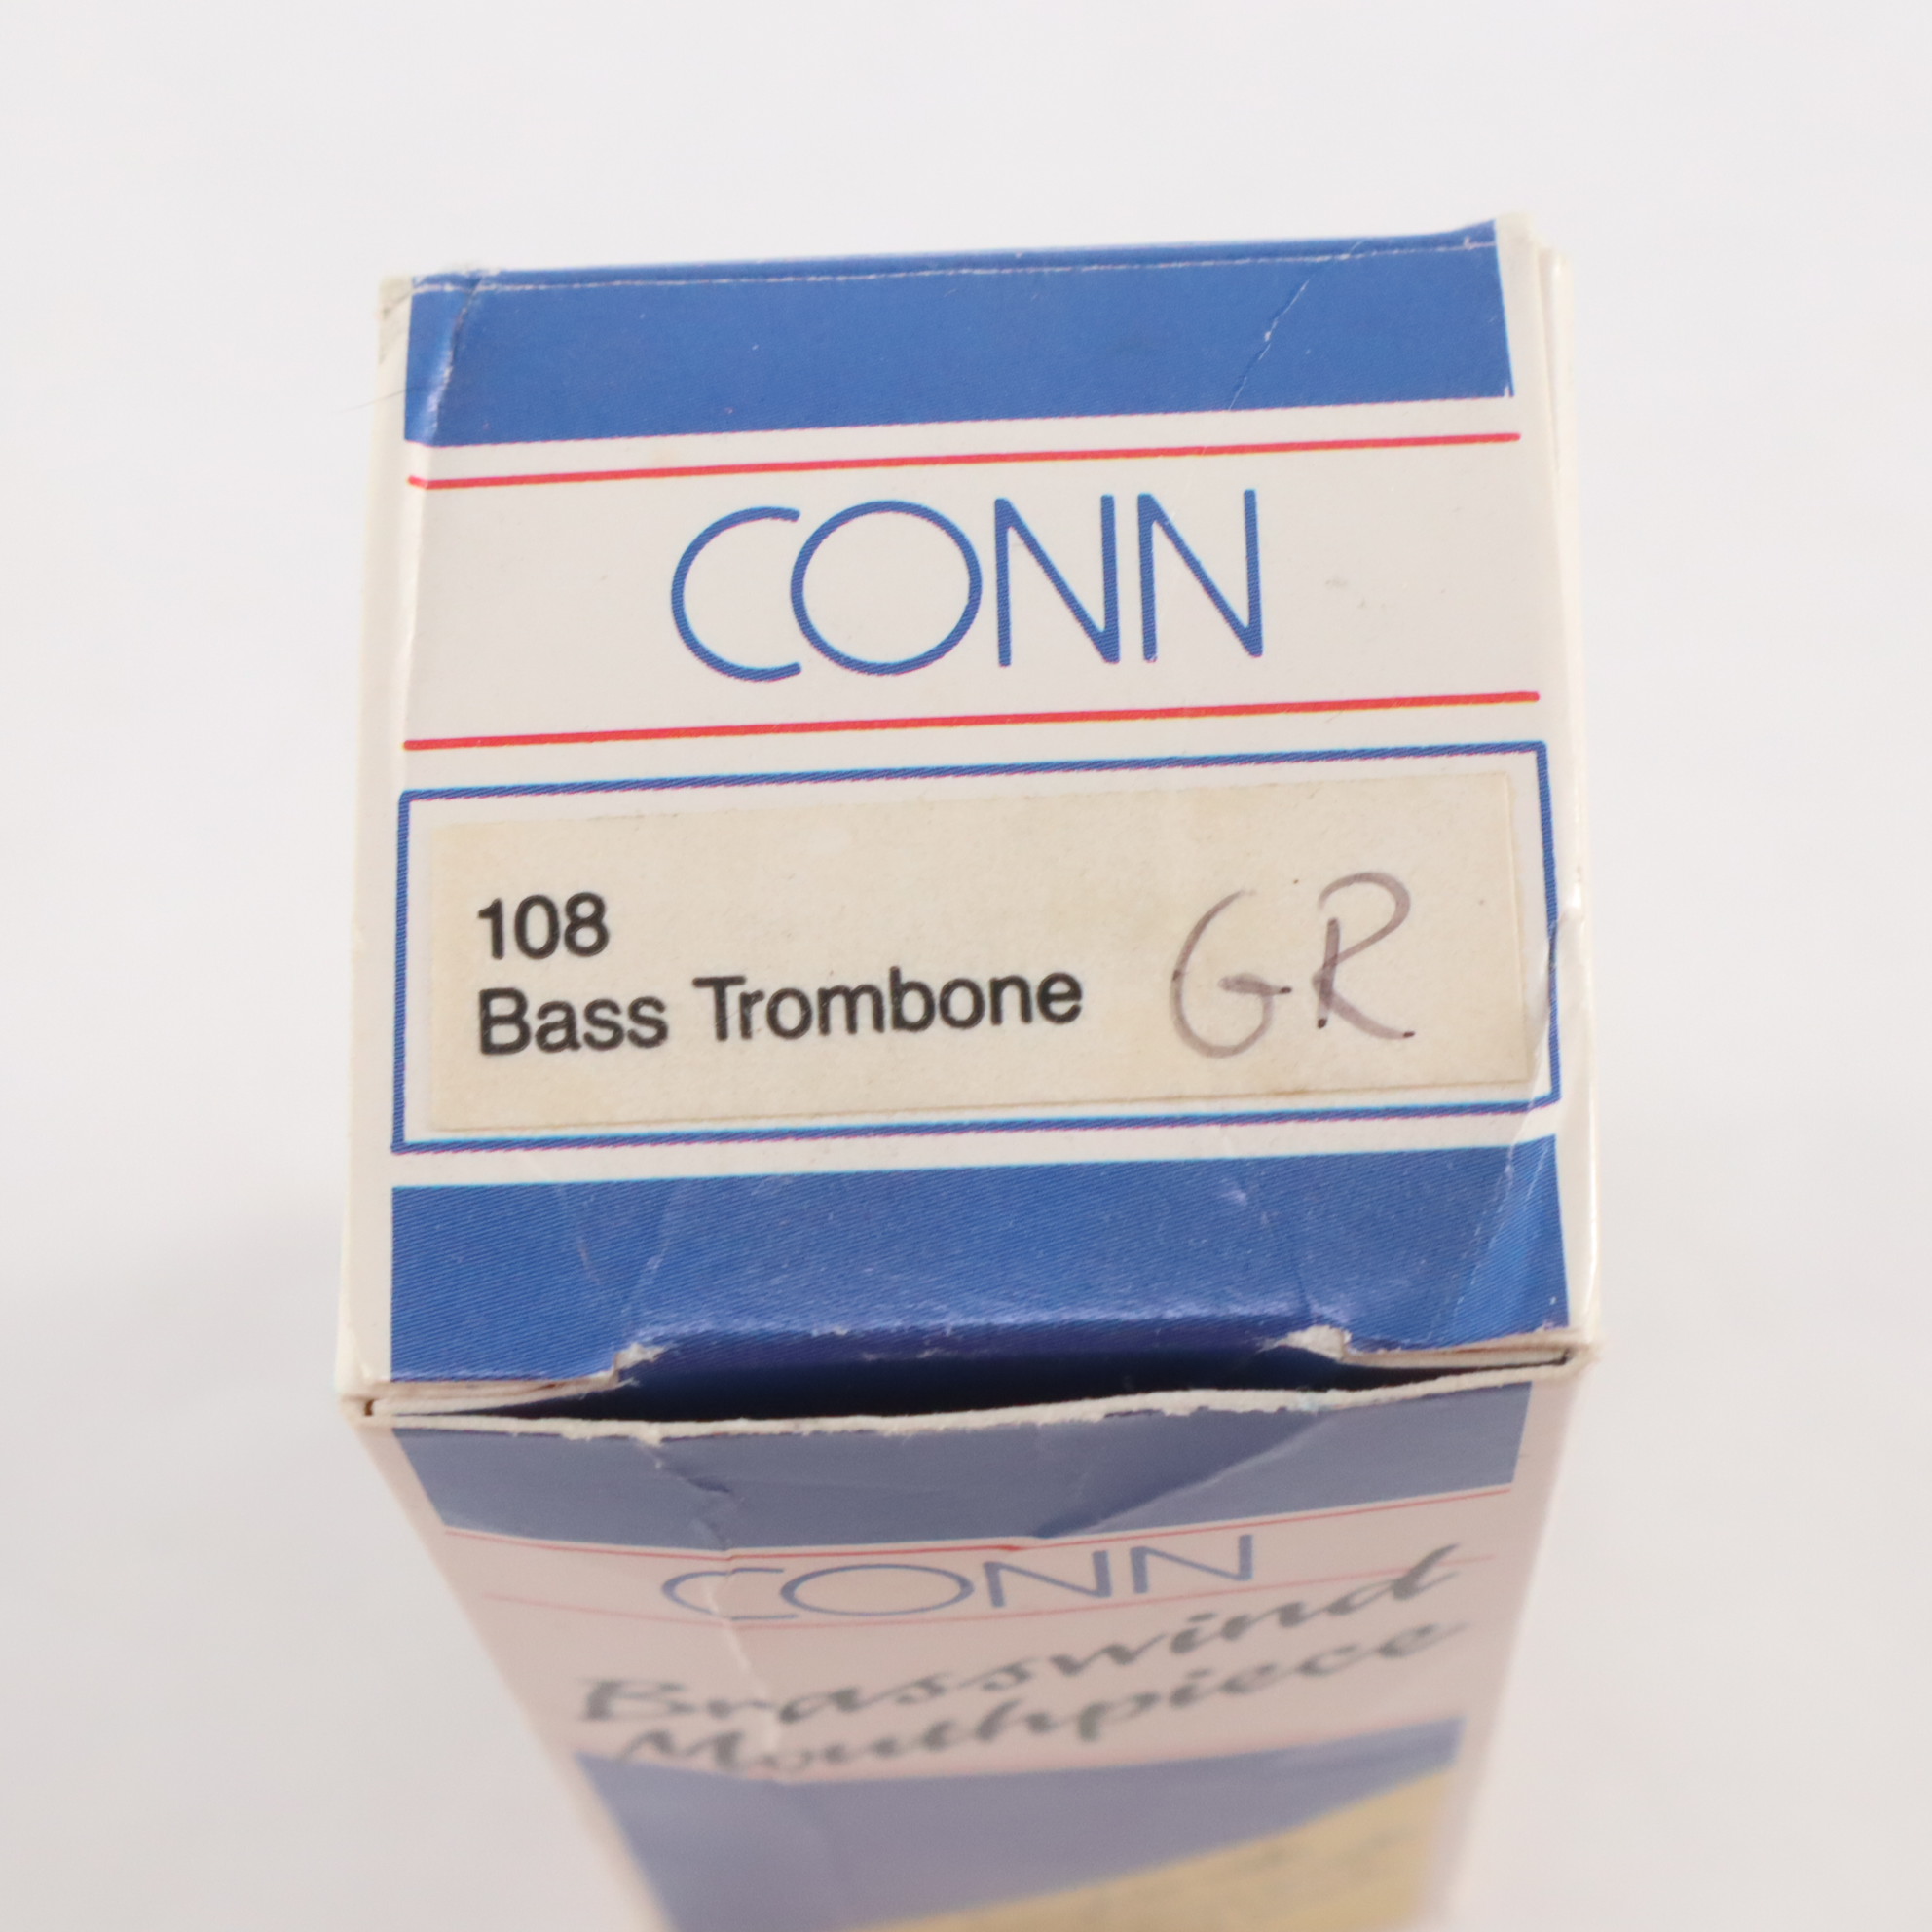 CONN
108
Bass Trombone GR
CONN
Brasswind
Mouthpiece